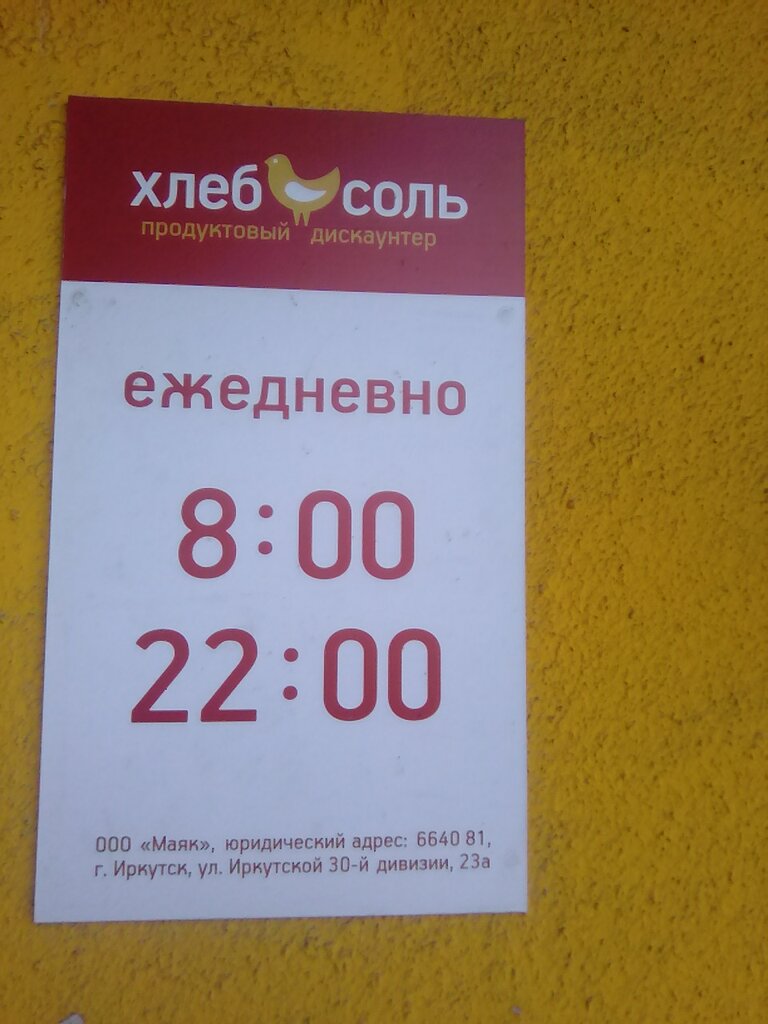 хлеб соль
продуктовый дискаунтер
ежедневно
8:00
22:00
ООО «Маяк», юридический адрес: 6640 81,
г. Иркутск, ул. Иркутской 30-й дивизии, 23а